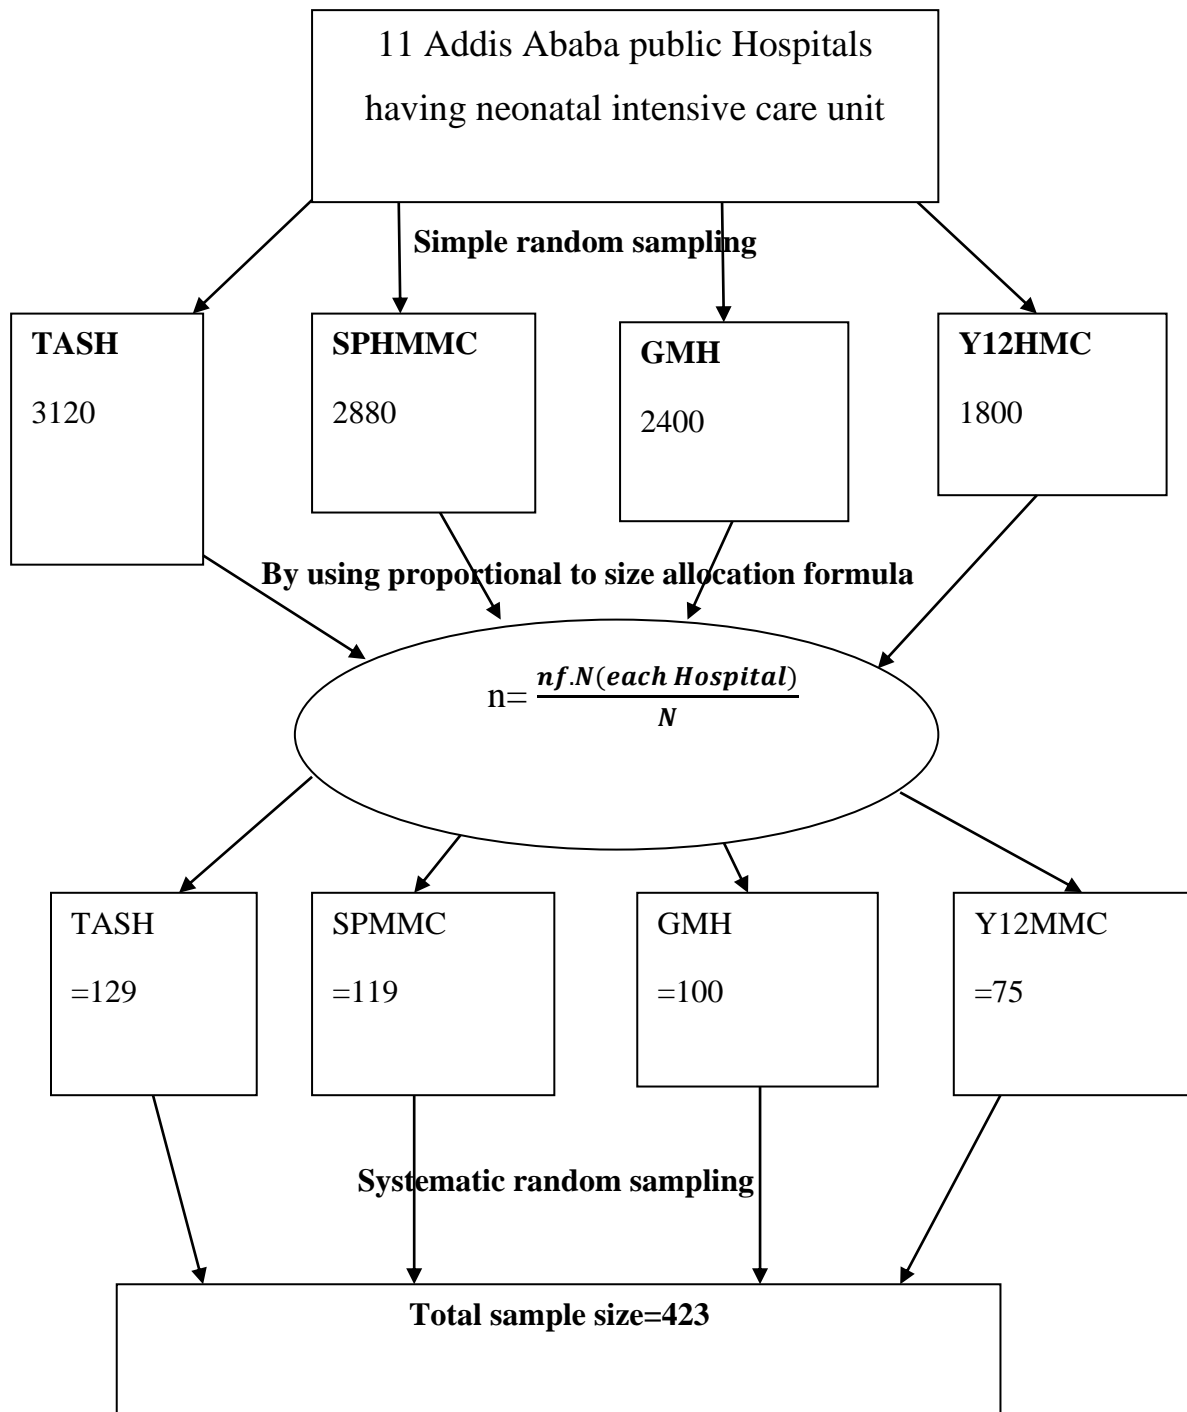 11 Addis Ababa public Hospitals
having neonatal intensive care unit
Simple random sampling
TASH
3120
SPHMMC
2880
GMH
2400
Y12HMC
1800
By using proportional to size allocation formula
n= nf.N(each Hospital)
N
TASH
=129
SPMMC
=119
GMH
=100
Y12MMC
=75
Systematic random sampling
Total sample size=423